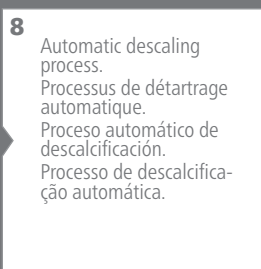 8
Automatic descaling
process.
Processus de détartrage
automatique.
Proceso automático de
descalcificación.
Processo de descalcifica-
ção automática.